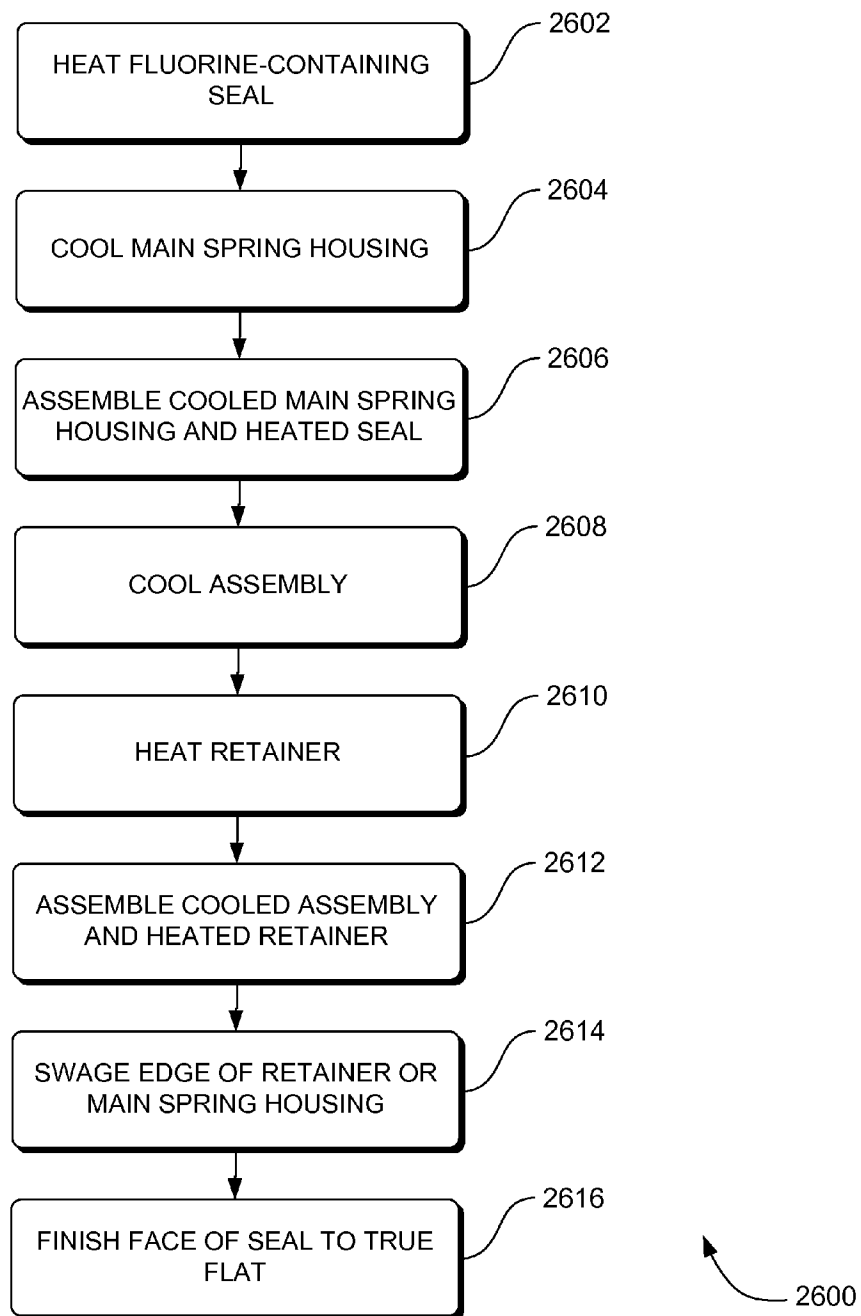 2602
HEAT FLUORINE-CONTAINING
SEAL
2604
COOL MAIN SPRING HOUSING
2606
ASSEMBLE COOLED MAIN SPRING
HOUSING AND HEATED SEAL
2608
COOL ASSEMBLY
2610
HEAT RETAINER
2612
ASSEMBLE COOLED ASSEMBLY
AND HEATED RETAINER
2614
SWAGE EDGE OF RETAINER OR
MAIN SPRING HOUSING
2616
FINISH FACE OF SEAL TO TRUE
FLAT
2600